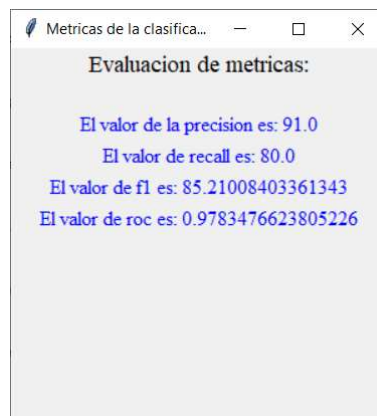 Metricas de la clasifica...
Evaluacion de metricas:
El valor de la precision es: 91.0
El valor de recall es: 80.0
El valor de f1 es: 85.21008403361343
El valor de roc es: 0.9783476623805226